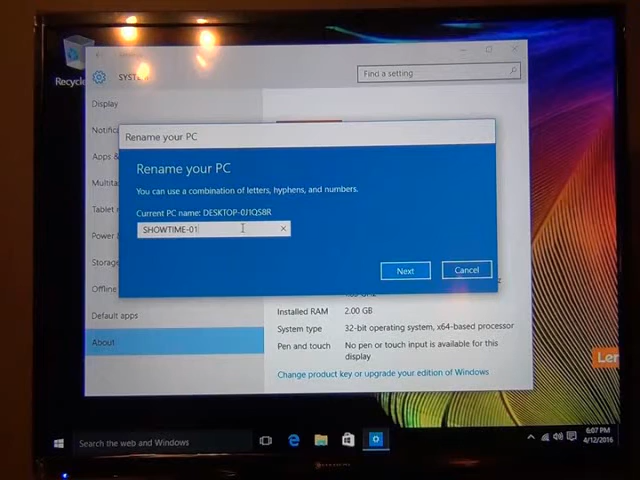 Recycle
SYSTEM
Find a setting
Display
Apps &
Tablet
Power
Storage
Offline
Default apps
About
Rename your PC
Rename your PC
You can use a combination of letters, hyphens, and numbers.
Current PC name: DESKTOP-0J1QS8R
SHOWTIME-01
Next
Cancel
Installed RAM 2.00 GB
System type 32-bit operating system, x64-based processor
Pen and touch No pen or touch input is available for this
display
Change product key or upgrade your edition of Windows
Len
Search the web and Windows
6:07 PM
4/12/2016